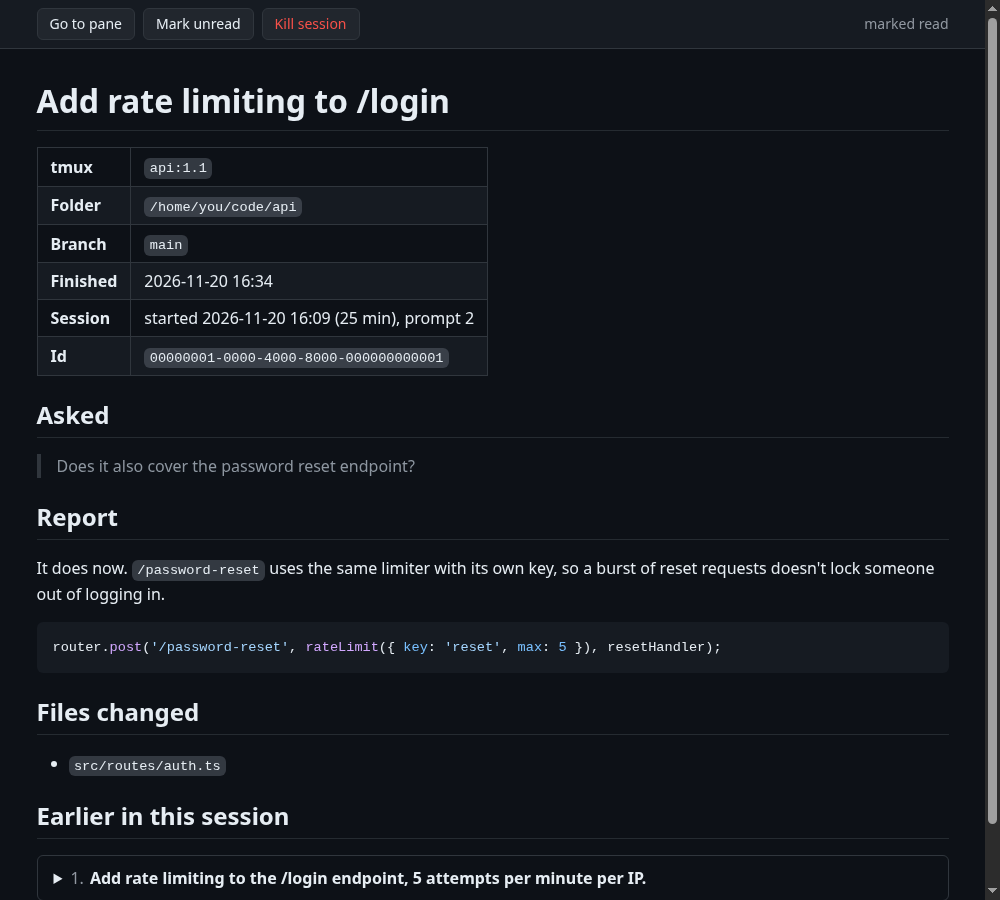 Go to pane Mark unread Kill session marked read
Add rate limiting to /login
tmux api:1.1
Folder /home/you/code/api
Branch main
Finished 2026-11-20 16:34
Session started 2026-11-20 16:09 (25 min), prompt 2
Id 00000001-0000-4000-8000-000000000001
Asked
Does it also cover the password reset endpoint?
Report
It does now. /password-reset uses the same limiter with its own key, so a burst of reset requests doesn't lock someone
out of logging in.
router.post('/password-reset', rateLimit({ key: 'reset', max: 5 }), resetHandler);
Files changed
• src/routes/auth.ts
Earlier in this session
▶ 1. Add rate limiting to the /login endpoint, 5 attempts per minute per IP.